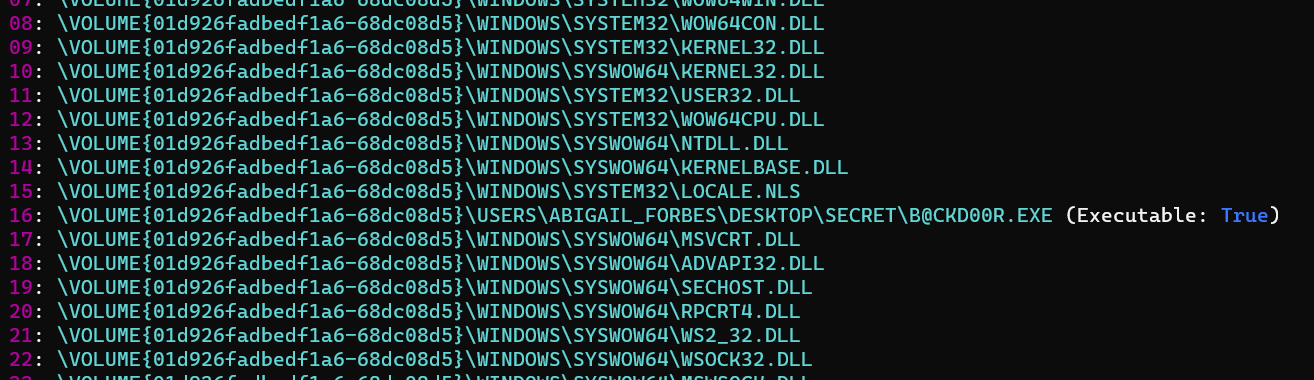 07: \VOLUME{01d926fadbedf1a6-68dc08d5}\WINDOWS\SYSTEM32\WOW64WIN.DLL
08: \VOLUME{01d926fadbedf1a6-68dc08d5}\WINDOWS\SYSTEM32\WOW64CON.DLL
09: \VOLUME{01d926fadbedf1a6-68dc08d5}\WINDOWS\SYSTEM32\KERNEL32.DLL
10: \VOLUME{01d926fadbedf1a6-68dc08d5}\WINDOWS\SYSWOW64\KERNEL32.DLL
11: \VOLUME{01d926fadbedf1a6-68dc08d5}\WINDOWS\SYSTEM32\USER32.DLL
12: \VOLUME{01d926fadbedf1a6-68dc08d5}\WINDOWS\SYSTEM32\WOW64CPU.DLL
13: \VOLUME{01d926fadbedf1a6-68dc08d5}\WINDOWS\SYSWOW64\NTDLL.DLL
14: \VOLUME{01d926fadbedf1a6-68dc08d5}\WINDOWS\SYSWOW64\KERNELBASE.DLL
15: \VOLUME{01d926fadbedf1a6-68dc08d5}\WINDOWS\SYSTEM32\LOCALE.NLS
16: \VOLUME{01d926fadbedf1a6-68dc08d5}\USERS\ABIGAIL_FORBES\DESKTOP\SECRET\B@CKD00R.EXE (Executable: True)
17: \VOLUME{01d926fadbedf1a6-68dc08d5}\WINDOWS\SYSWOW64\MSVCRT.DLL
18: \VOLUME{01d926fadbedf1a6-68dc08d5}\WINDOWS\SYSWOW64\ADVAPI32.DLL
19: \VOLUME{01d926fadbedf1a6-68dc08d5}\WINDOWS\SYSWOW64\SECHOST.DLL
20: \VOLUME{01d926fadbedf1a6-68dc08d5}\WINDOWS\SYSWOW64\RPCRT4.DLL
21: \VOLUME{01d926fadbedf1a6-68dc08d5}\WINDOWS\SYSWOW64\WS2_32.DLL
22: \VOLUME{01d926fadbedf1a6-68dc08d5}\WINDOWS\SYSWOW64\WSOCK32.DLL
23: \VOLUME{01d926fadbedf1a6-68dc08d5}\WINDOWS\SYSWOW64\MSWSOCK.DLL